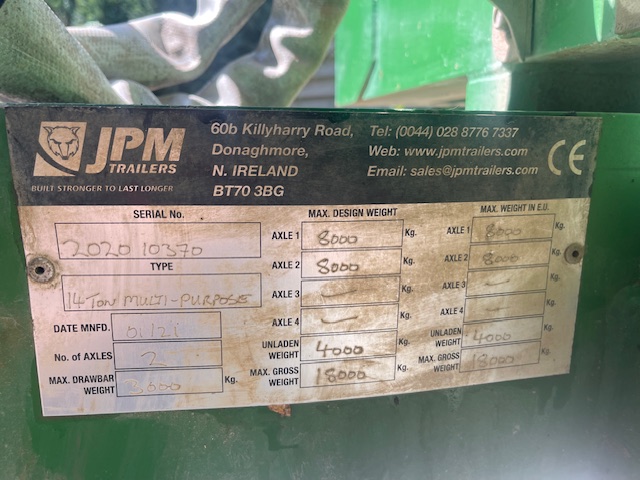 JPM
TRAILERS
BUILT STRONGER TO LAST LONGER
60b Killyharry Road,
Donaghmore,
N. IRELAND
BT70 3BG
Tel: (0044) 028 8776 7337
Web: www.jpmtrailers.com
Email: sales@jpmtrailers.com
CE
SERIAL No.
2020 10370
TYPE
14 TON MULTI-PURPOSE
DATE MNFD. 01/21
No. of AXLES 2
MAX. DRAWBAR WEIGHT 3000 Kg.
MAX. DESIGN WEIGHT
AXLE 1 8000 Kg.
AXLE 2 8000 Kg.
AXLE 3 Kg.
AXLE 4 Kg.
UNLADEN WEIGHT 4000 Kg.
MAX. GROSS WEIGHT 18000 Kg.
MAX. WEIGHT IN E.U.
AXLE 1 8000 Kg.
AXLE 2 8000 Kg.
AXLE 3 Kg.
AXLE 4 Kg.
UNLADEN WEIGHT 4000 Kg.
MAX. GROSS WEIGHT 18000 Kg.